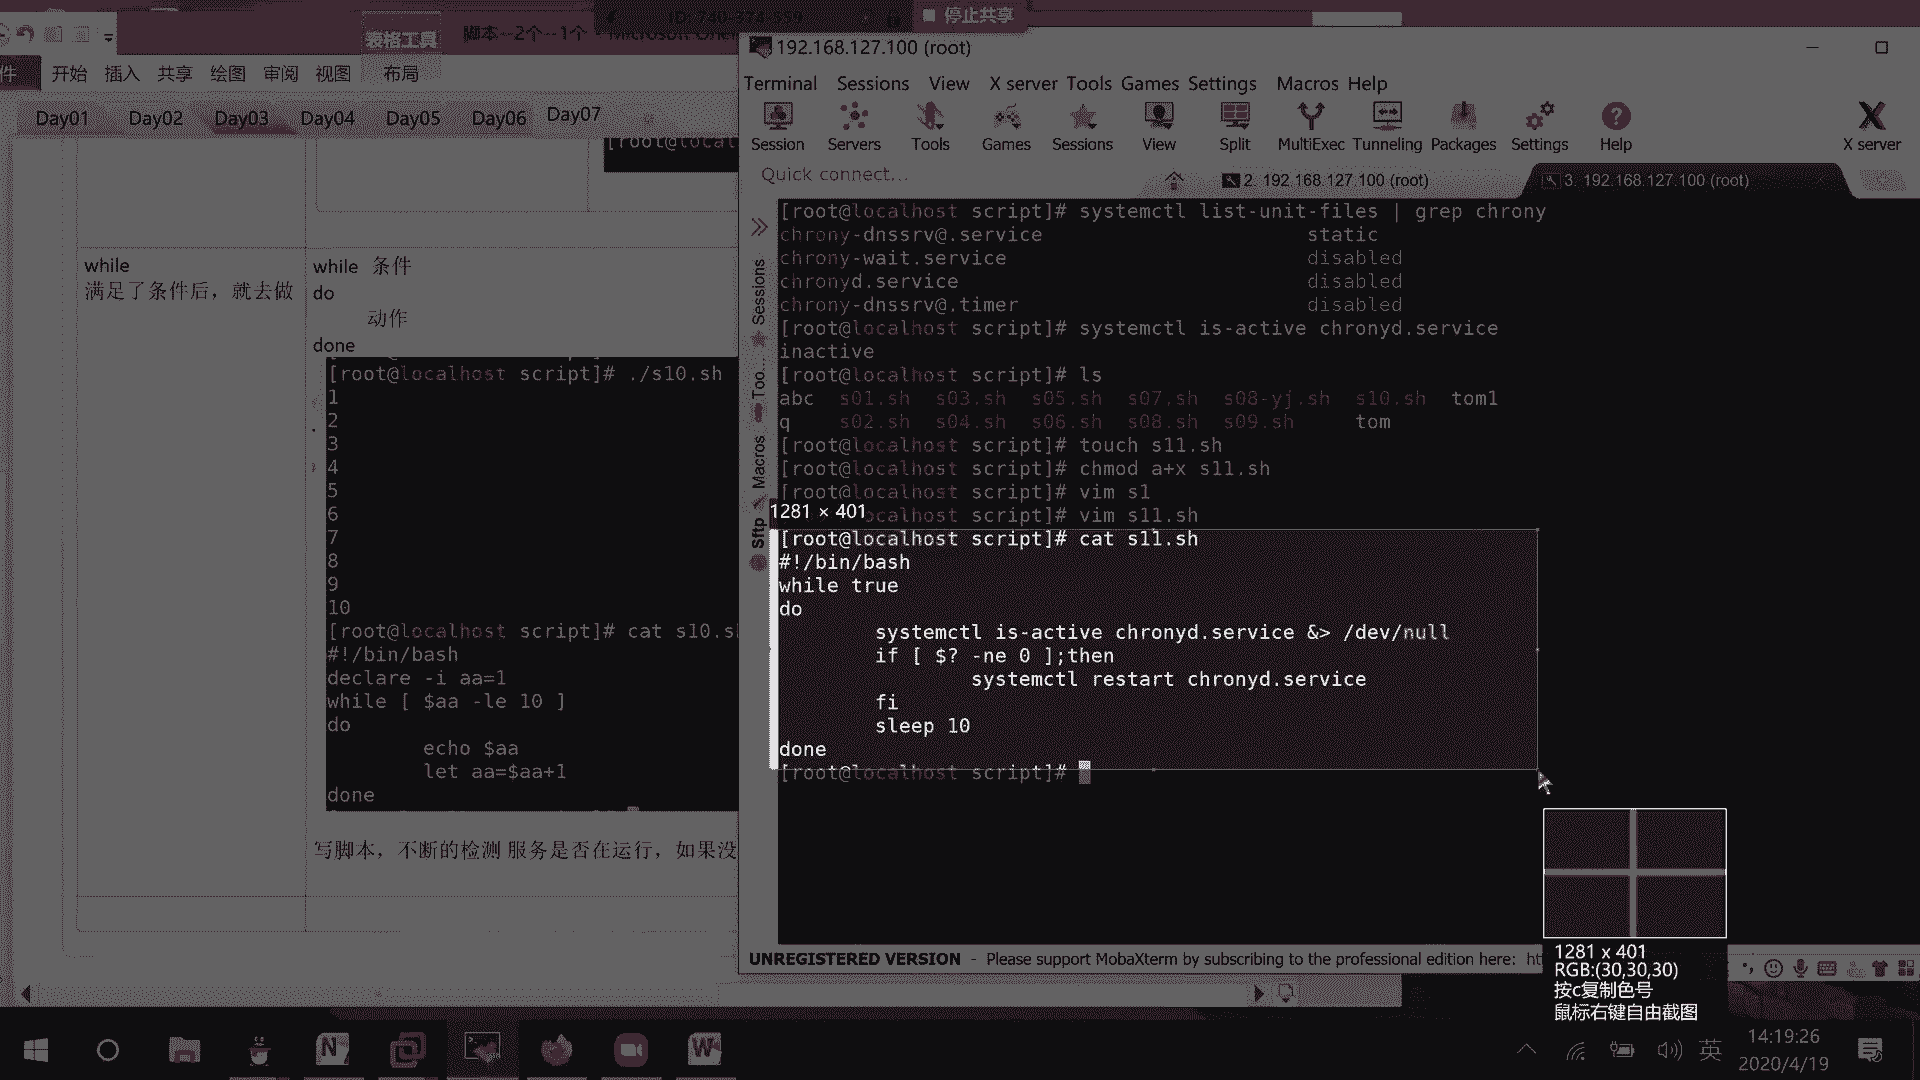 ID: 740-374-559
停止共享
表格工具
脚本--2个--1个
件 开始 插入 共享 绘图 审阅 视图 布局
Day01 Day02 Day03 Day04 Day05 Day06 Day07
while
满足了条件后，就去做
while 条件
do
动作
done
[root@localhost script]# ./s10.sh
1
2
3
4
5
6
7
8
9
10
[root@localhost script]# cat s10.s
#!/bin/bash
declare -i aa=1
while [ $aa -le 10 ]
do
echo $aa
let aa=$aa+1
done
写脚本，不断的检测 服务是否在运行，如果没
192.168.127.100 (root)
Terminal Sessions View X server Tools Games Settings Macros Help
Session Servers Tools Games Sessions View Split MultiExec Tunneling Packages Settings Help X server
Quick connect...
2. 192.168.127.100 (root)
3. 192.168.127.100 (root)
Sessions
Too...
Macros
Sftp
[root@localhost script]# systemctl list-unit-files | grep chrony
chrony-dnssrv@.service static
chrony-wait.service disabled
chronyd.service disabled
chrony-dnssrv@.timer disabled
[root@localhost script]# systemctl is-active chronyd.service
inactive
[root@localhost script]# ls
abc s01.sh s03.sh s05.sh s07.sh s08-yj.sh s10.sh tom1
q s02.sh s04.sh s06.sh s08.sh s09.sh tom
[root@localhost script]# touch s11.sh
[root@localhost script]# chmod a+x s11.sh
[root@localhost script]# vim s1
1281 × 401
[root@localhost script]# vim s11.sh
[root@localhost script]# cat s11.sh
#!/bin/bash
while true
do
systemctl is-active chronyd.service &> /dev/null
if [ $? -ne 0 ];then
systemctl restart chronyd.service
fi
sleep 10
done
[root@localhost script]#
UNREGISTERED VERSION - Please support MobaXterm by subscribing to the professional edition here:
1281 x 401
RGB:(30,30,30)
按c复制色号
鼠标右键自由截图
英
14:19:26
2020/4/19